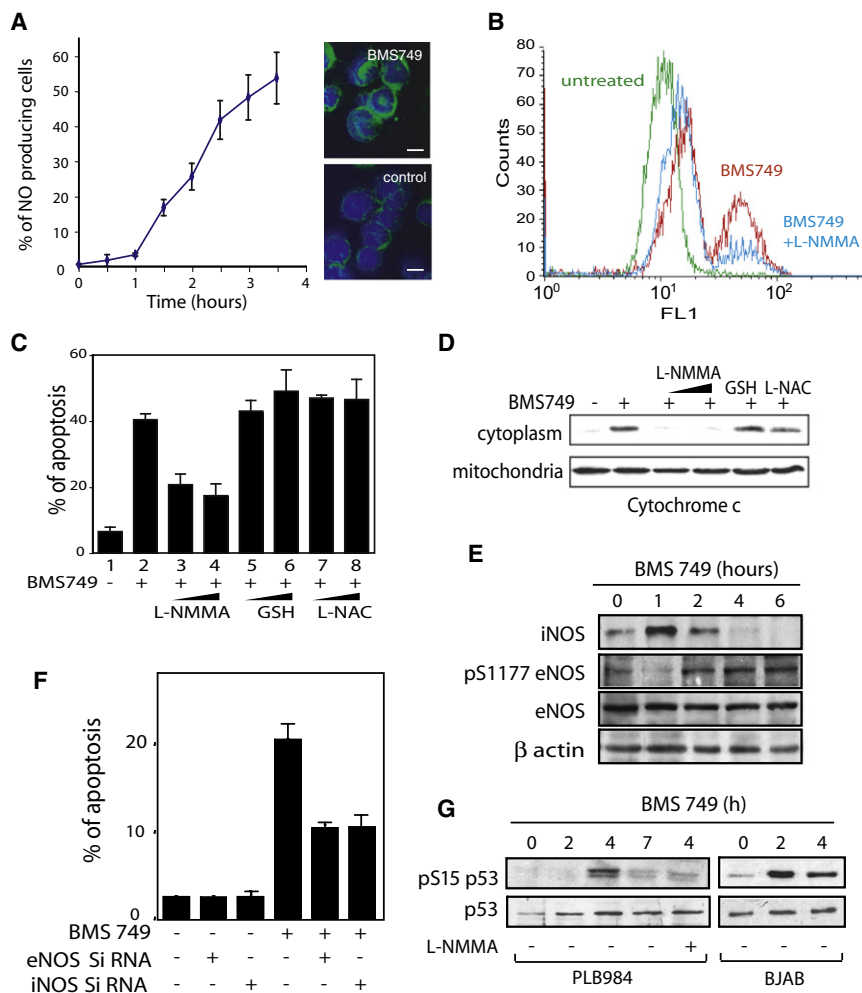 A
% of NO producing cells
60
50
40
30
20
10
0
0 1 2 3 4
Time (hours)
BMS749
control
B
Counts
80
70
60
50
40
30
20
10
0
untreated
BMS749
BMS749
+L-NMMA
10⁰ 10¹ 10²
FL1
C
% of apoptosis
60
40
20
0
1 2 3 4 5 6 7 8
BMS749 - + + + + + + +
L-NMMA GSH L-NAC
D
L-NMMA GSH L-NAC
BMS749 - + + + + +
cytoplasm
mitochondria
Cytochrome c
E
BMS 749 (hours)
0 1 2 4 6
iNOS
pS1177 eNOS
eNOS
β actin
F
% of apoptosis
20
10
0
BMS 749 - - - + + +
eNOS Si RNA - + - - + -
iNOS Si RNA - - + - - +
G
BMS 749 (h)
0 2 4 7 4 0 2 4
pS15 p53
p53
L-NMMA - - - - + - - -
PLB984 BJAB